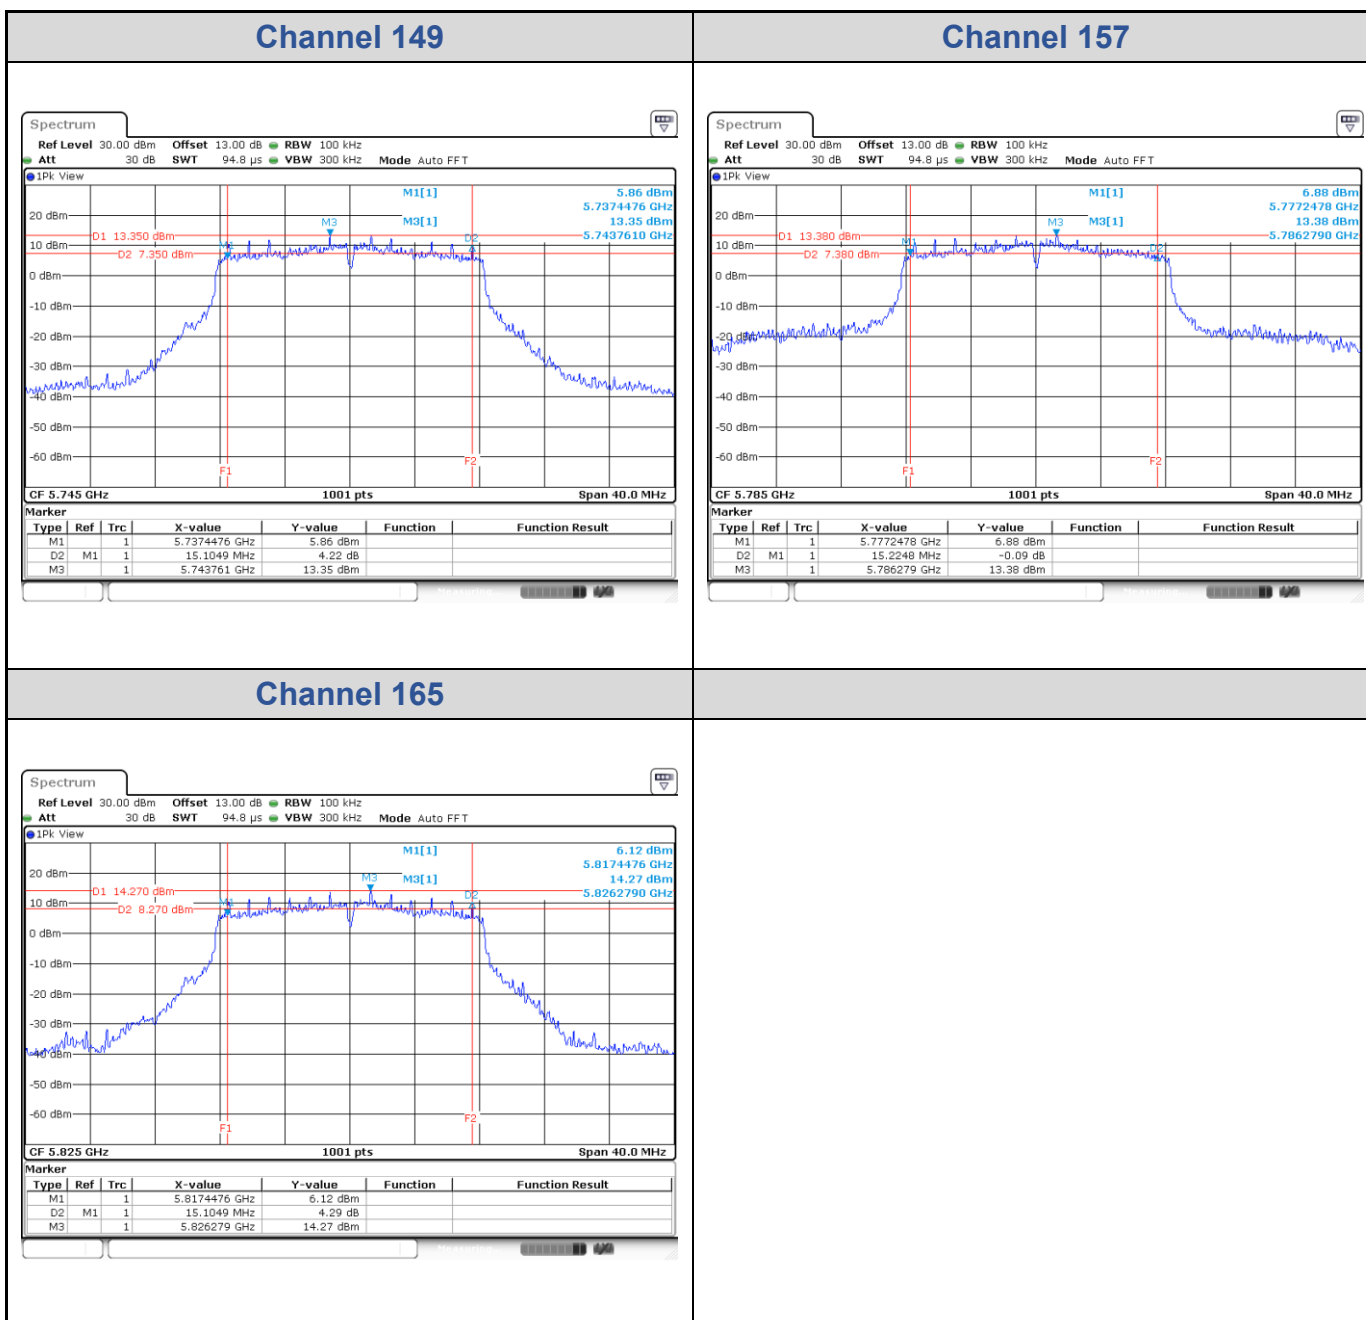 Channel 149
Channel 157
Spectrum
Ref Level 30.00 dBm Offset 13.00 dB RBW 100 kHz
Att 30 dB SWT 94.8 µs VBW 300 kHz Mode Auto FFT
1Pk View
M1[1] 5.86 dBm
5.7374476 GHz
M3[1] 13.35 dBm
5.7437610 GHz
20 dBm
M3
D1 13.350 dBm
10 dBm
M1
D2
D2 7.350 dBm
0 dBm
-10 dBm
-20 dBm
-30 dBm
-40 dBm
-50 dBm
-60 dBm
F1
F2
CF 5.745 GHz 1001 pts Span 40.0 MHz
Marker
Type Ref Trc X-value Y-value Function Function Result
M1 1 5.7374476 GHz 5.86 dBm
D2 M1 1 15.1049 MHz 4.22 dB
M3 1 5.743761 GHz 13.35 dBm
Measuring
Spectrum
Ref Level 30.00 dBm Offset 13.00 dB RBW 100 kHz
Att 30 dB SWT 94.8 µs VBW 300 kHz Mode Auto FFT
1Pk View
M1[1] 6.88 dBm
5.7772478 GHz
M3[1] 13.38 dBm
5.7862790 GHz
20 dBm
M3
D1 13.380 dBm
10 dBm
M1
D2
D2 7.380 dBm
0 dBm
-10 dBm
-20 dBm
-30 dBm
-40 dBm
-50 dBm
-60 dBm
F1
F2
CF 5.785 GHz 1001 pts Span 40.0 MHz
Marker
Type Ref Trc X-value Y-value Function Function Result
M1 1 5.7772478 GHz 6.88 dBm
D2 M1 1 15.2248 MHz -0.09 dB
M3 1 5.786279 GHz 13.38 dBm
Measuring
Channel 165
Spectrum
Ref Level 30.00 dBm Offset 13.00 dB RBW 100 kHz
Att 30 dB SWT 94.8 µs VBW 300 kHz Mode Auto FFT
1Pk View
M1[1] 6.12 dBm
5.8174476 GHz
M3[1] 14.27 dBm
5.8262790 GHz
20 dBm
M3
D1 14.270 dBm
10 dBm
M1
D2
D2 8.270 dBm
0 dBm
-10 dBm
-20 dBm
-30 dBm
-40 dBm
-50 dBm
-60 dBm
F1
F2
CF 5.825 GHz 1001 pts Span 40.0 MHz
Marker
Type Ref Trc X-value Y-value Function Function Result
M1 1 5.8174476 GHz 6.12 dBm
D2 M1 1 15.1049 MHz 4.29 dB
M3 1 5.826279 GHz 14.27 dBm
Measuring